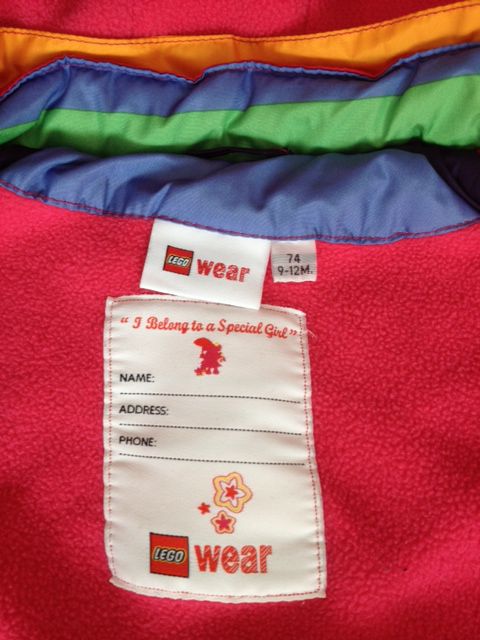 LEGO wear
74
9-12M.
“I Belong to a Special Girl”
NAME:
ADDRESS:
PHONE:
LEGO wear